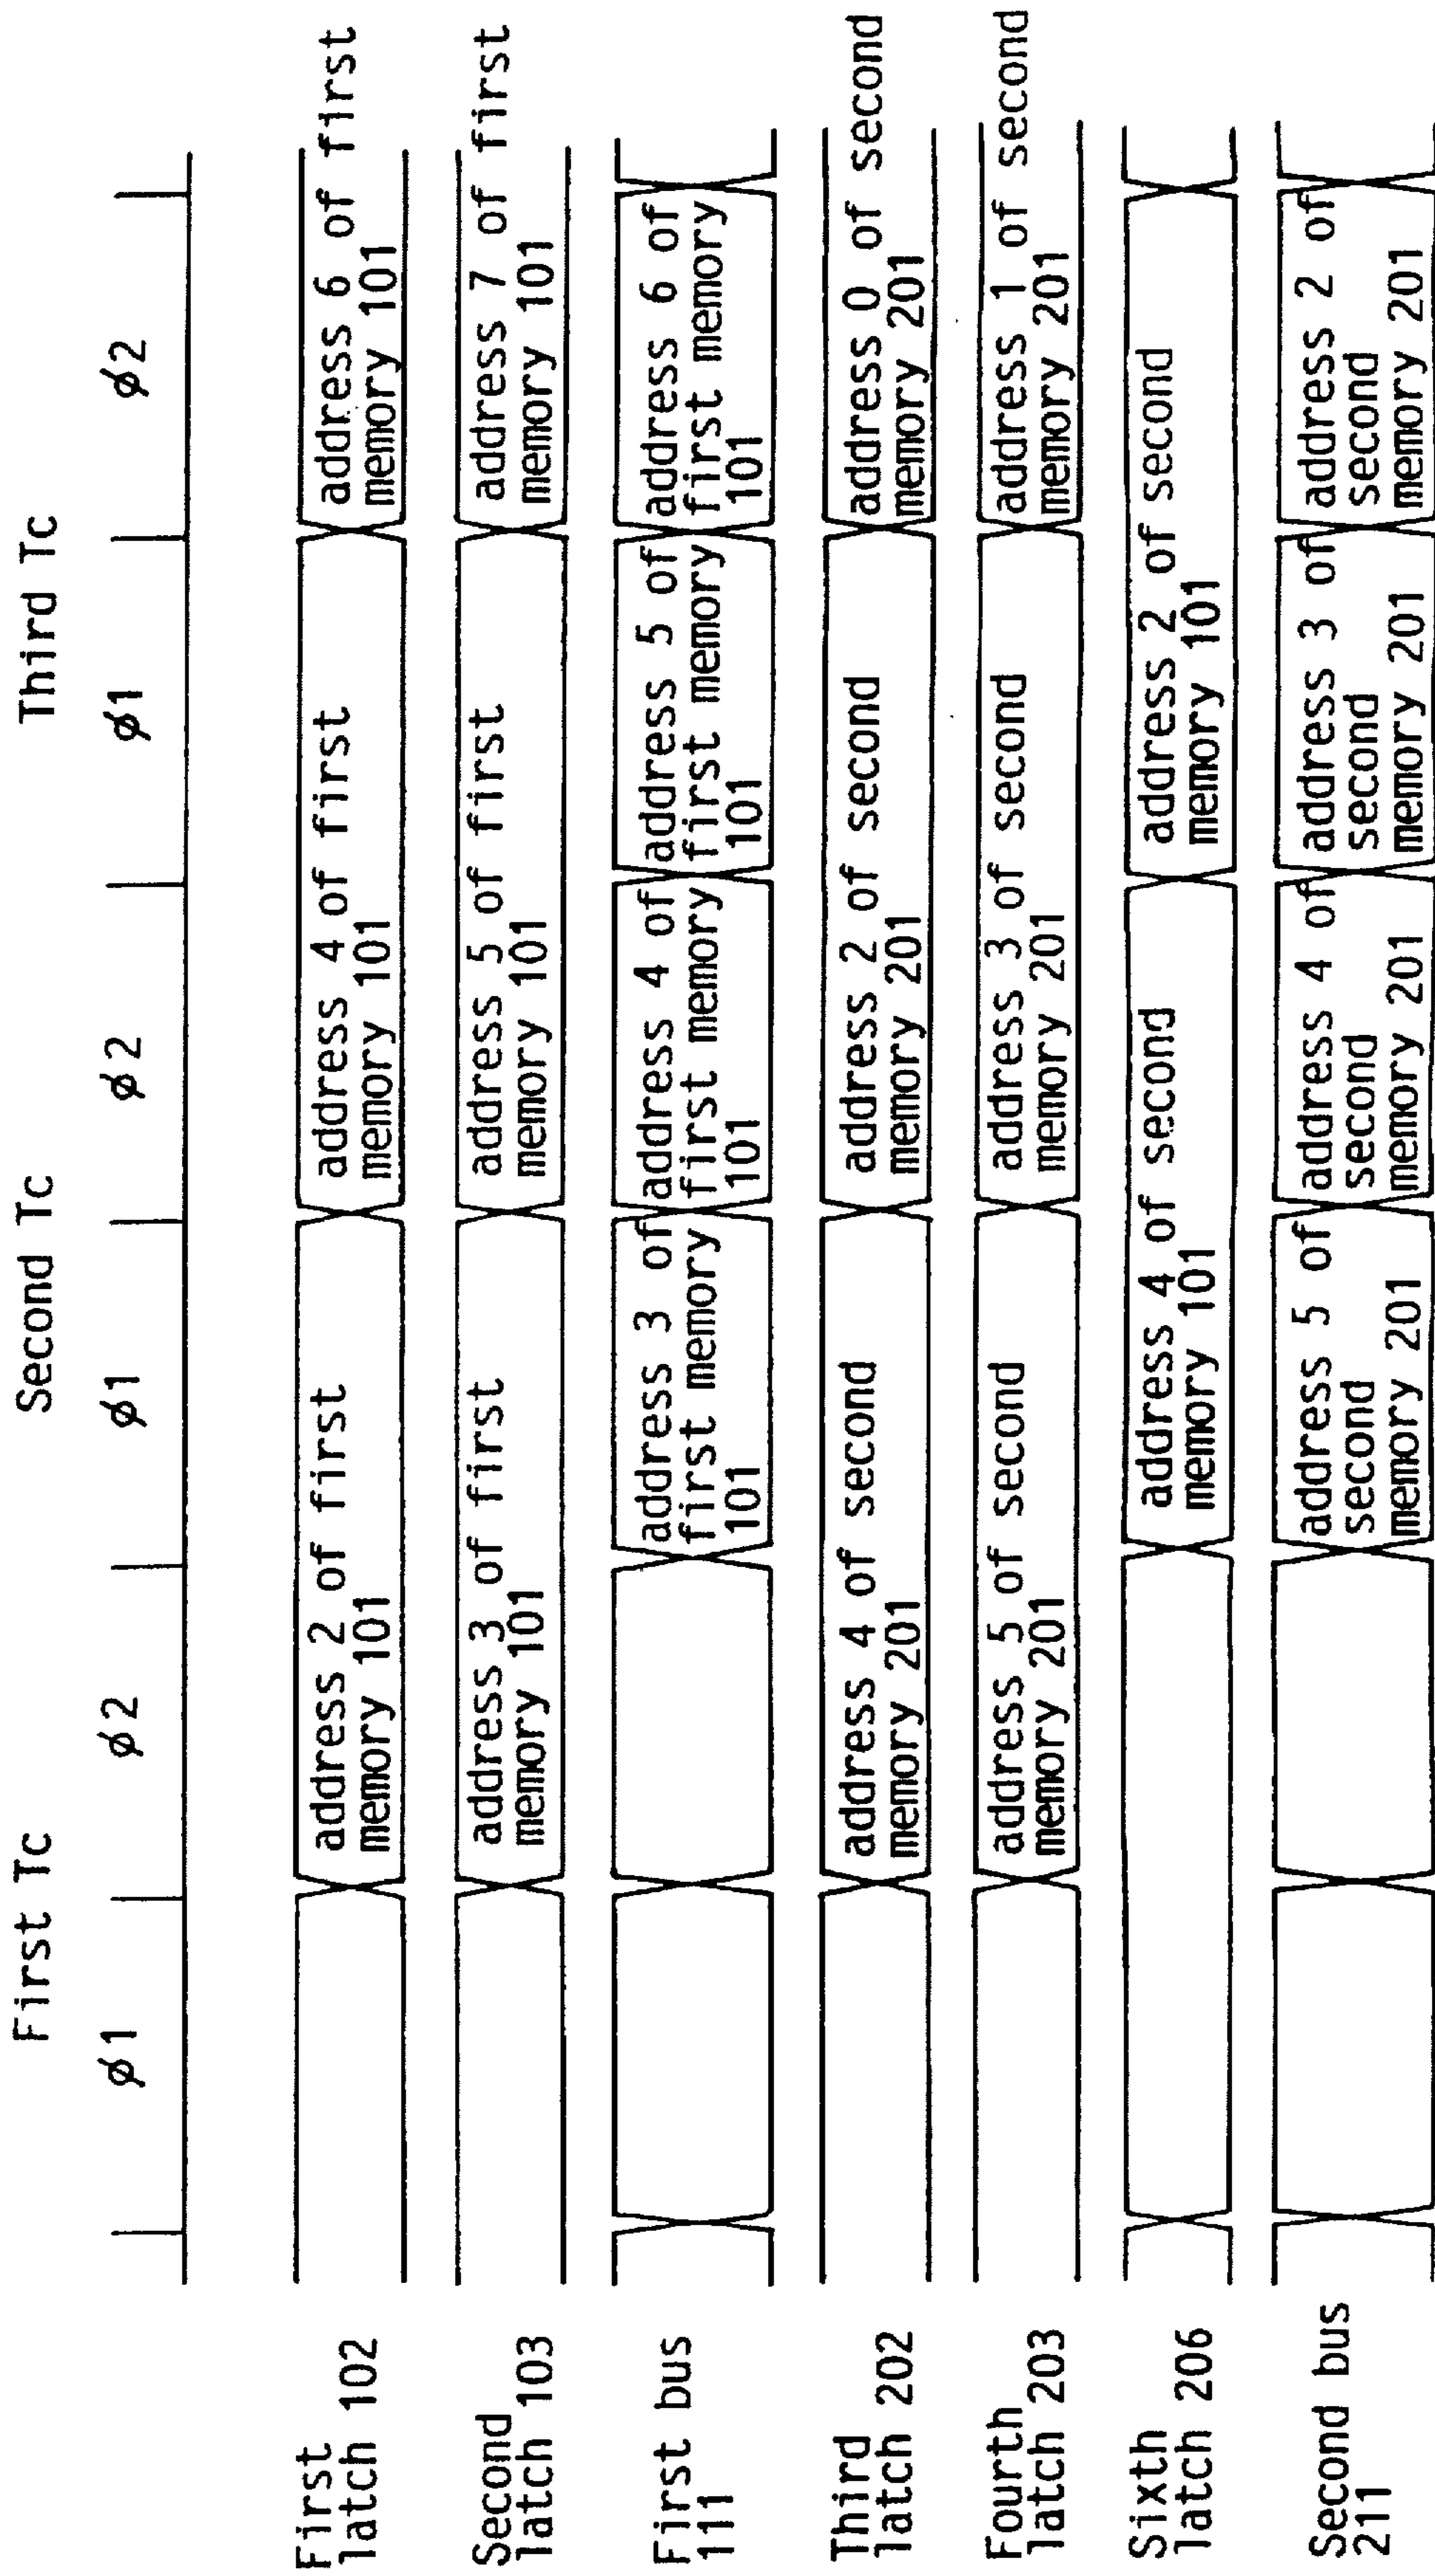 First Tc
Second Tc
Third Tc
ø1
ø2
ø1
ø2
ø1
ø2
First
latch 102
address 2 of first
memory 101
address 4 of first
memory 101
address 6 of first
memory 101
Second
latch 103
address 3 of first
memory 101
address 5 of first
memory 101
address 7 of first
memory 101
First bus
111
address 3 of
first memory
101
address 4 of
first memory
101
address 5 of
first memory
101
address 6 of
first memory
101
Third
latch 202
address 4 of second
memory 201
address 2 of second
memory 201
address 0 of second
memory 201
Fourth
latch 203
address 5 of second
memory 201
address 3 of second
memory 201
address 1 of second
memory 201
Sixth
latch 206
address 4 of second
memory 101
address 2 of second
memory 101
Second bus
211
address 5 of
second
memory 201
address 4 of
second
memory 201
address 3 of
second
memory 201
address 2 of
second
memory 201